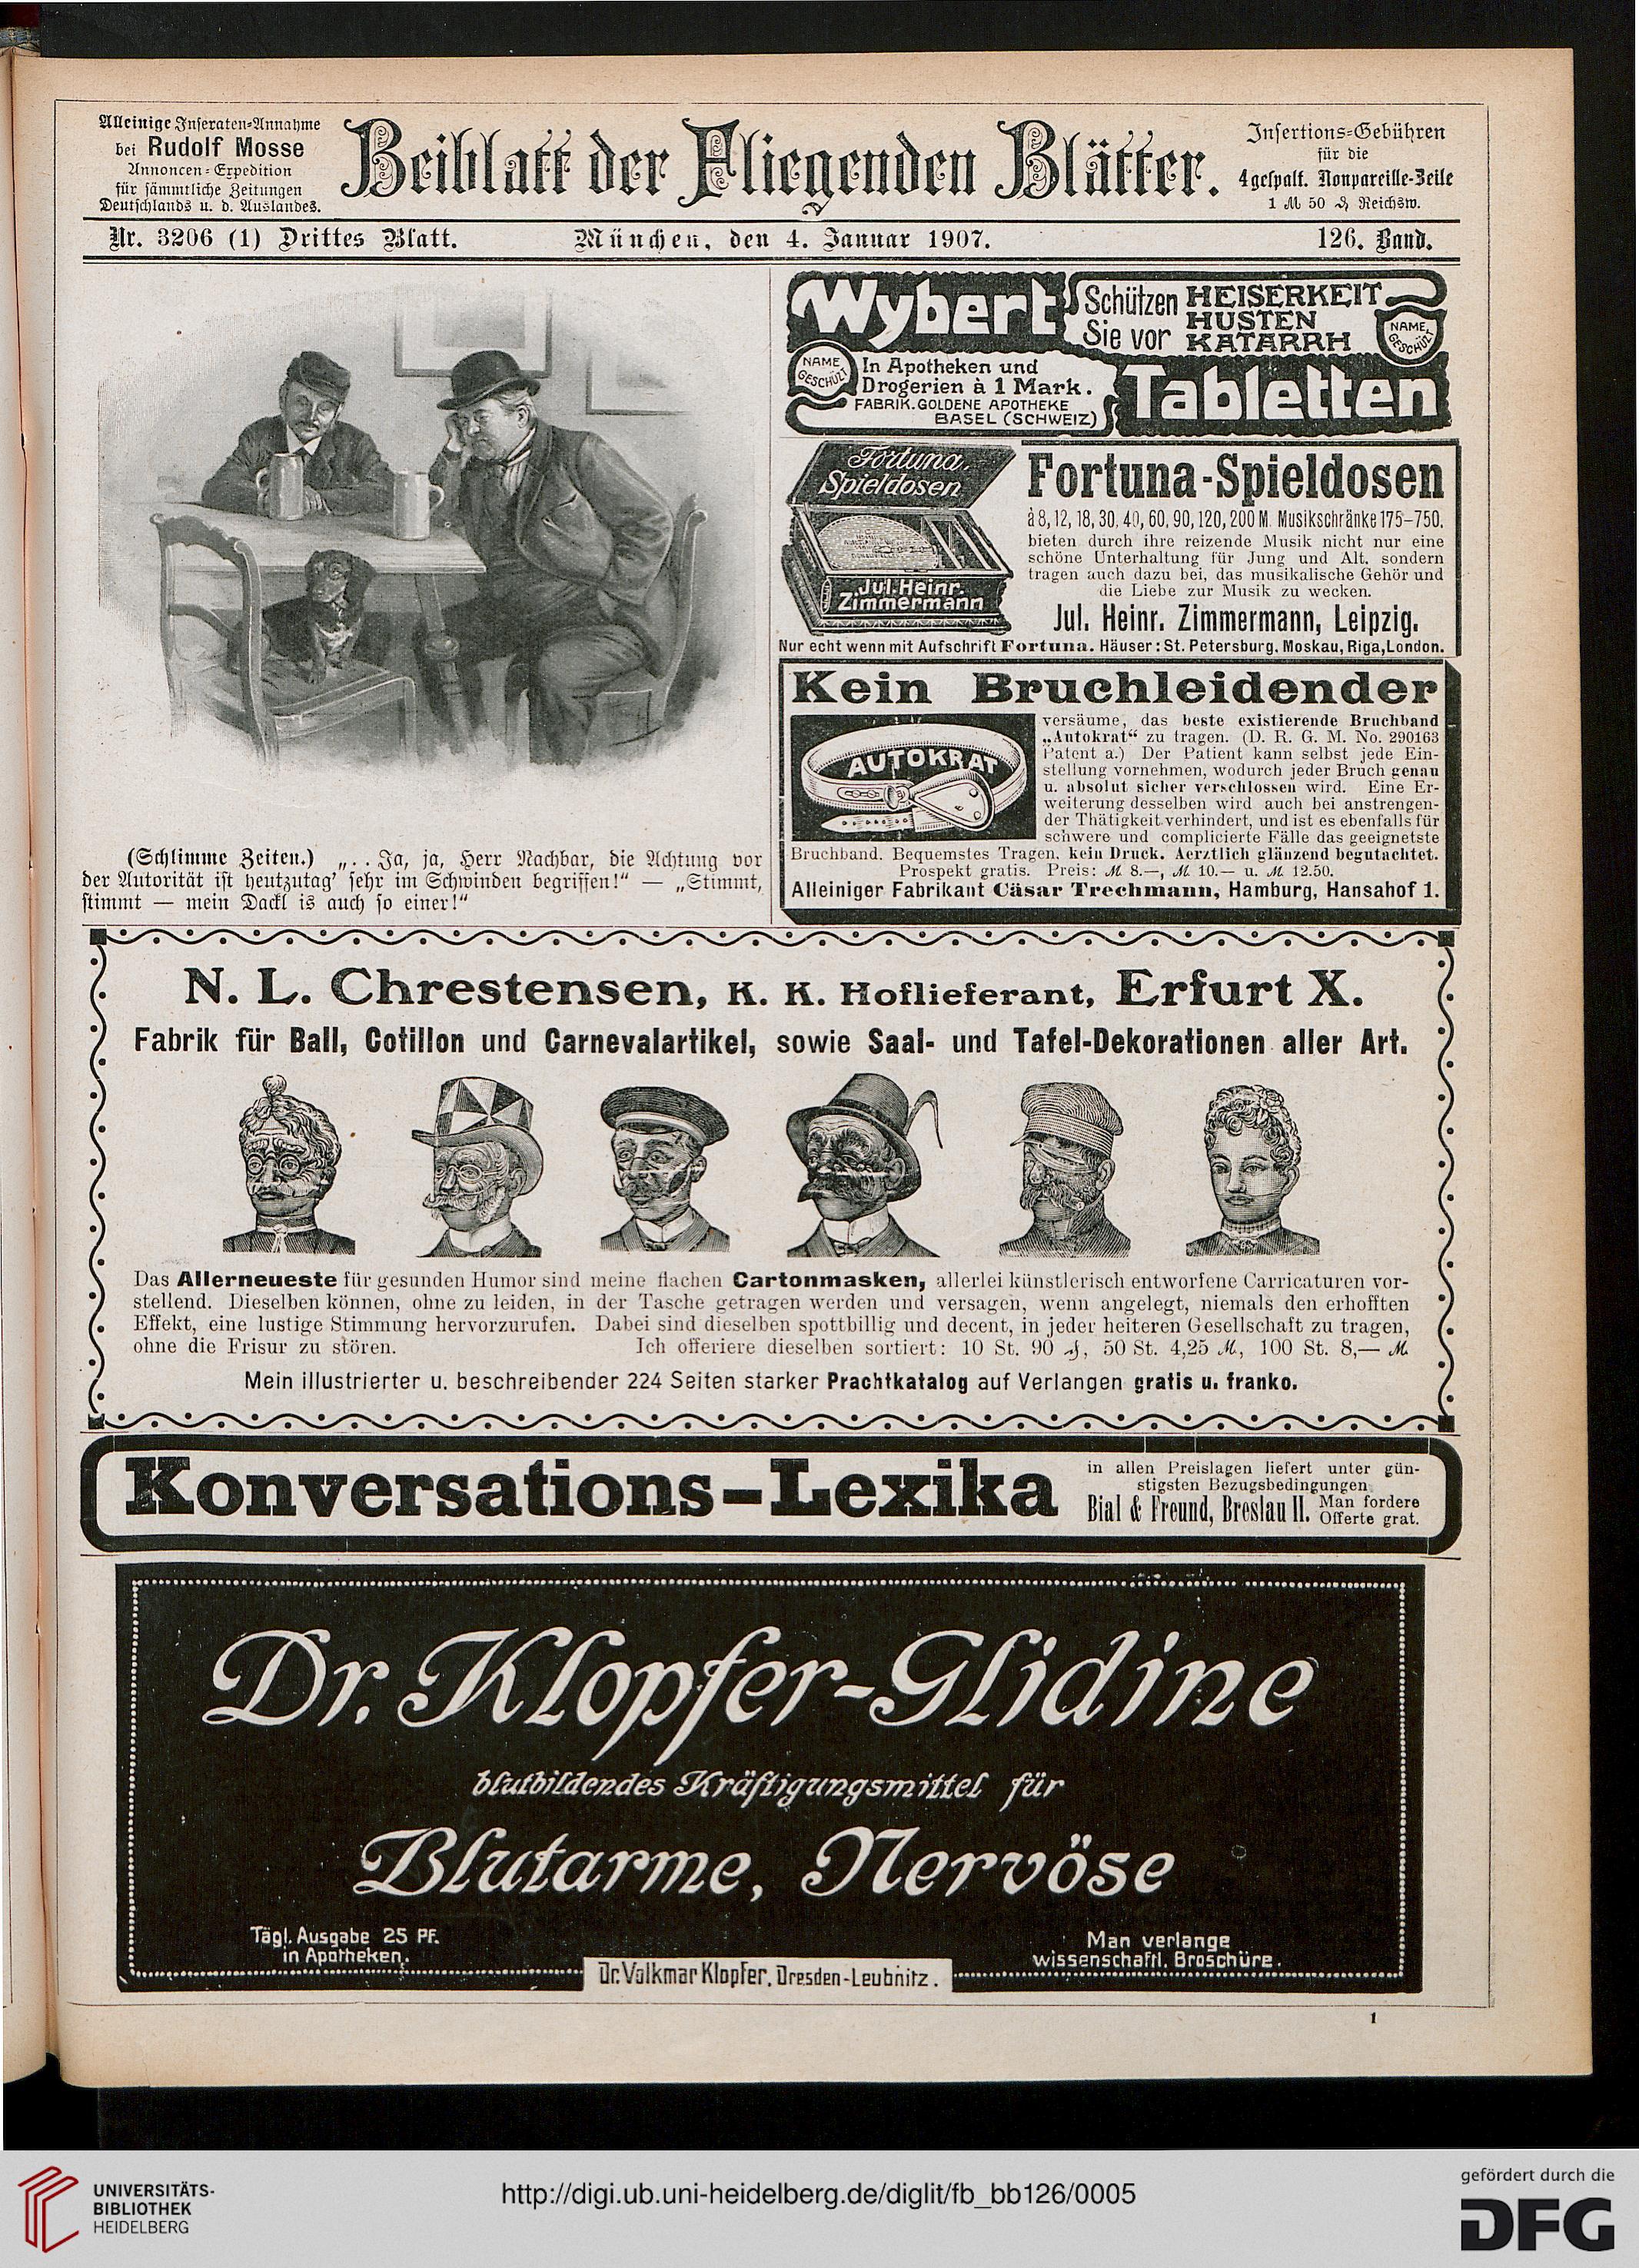 Alleinige Inseraten-Annahme
bei Rudolf Mosse
Annoncen-Expedition
für sämmtliche Zeitungen
Deutschlands u. d. Auslandes.
Beiblatt der Fliegenden Blätter.
Insertions-Gebühren
für die
4 gespalt. Nonpareille-Zeile
1 ℳ 50 ₰ Reichsw.
Nr. 3206 (1) Drittes Blatt. München, den 4. Januar 1907. 126. Band.
(Schlimme Zeiten.) „.. Ja, ja, Herr Nachbar, die Achtung vor
der Autorität ist heutzutag' sehr im Schwinden begriffen!“ — „Stimmt,
stimmt — mein Dackl is auch so einer!“
Wybert
Schützen
Sie vor
HEISERKEIT
HUSTEN
KATARRH
NAME
GESCHÜTZT
NAME
GESCHÜTZT
In Apotheken und
Drogerien à 1 Mark.
FABRIK. GOLDENE APOTHEKE
BASEL (SCHWEIZ)
Tabletten
Fortuna
Spieldosen
Jul. Heinr.
Zimmermann
Fortuna-Spieldosen
à 8, 12, 18, 30, 40, 60, 90, 120, 200 M. Musikschränke 175–750.
bieten durch ihre reizende Musik nicht nur eine
schöne Unterhaltung für Jung und Alt, sondern
tragen auch dazu bei, das musikalische Gehör und
die Liebe zur Musik zu wecken.
Jul. Heinr. Zimmermann, Leipzig.
Nur echt wenn mit Aufschrift Fortuna. Häuser: St. Petersburg, Moskau, Riga, London.
Kein Bruchleidender
AUTOKRAT
versäume, das beste existierende Bruchband
„Autokrat“ zu tragen. (D. R. G. M. No. 290163
Patent a.) Der Patient kann selbst jede Ein-
stellung vornehmen, wodurch jeder Bruch genau
u. absolut sicher verschlossen wird. Eine Er-
weiterung desselben wird auch bei anstrengen-
der Thätigkeit verhindert, und ist es ebenfalls für
schwere und complicierte Fälle das geeignetste
Bruchband. Bequemstes Tragen, kein Druck. Aerztlich glänzend begutachtet.
Prospekt gratis. Preis: ℳ 8.—, ℳ 10.— u. ℳ 12.50.
Alleiniger Fabrikant Cäsar Trechmann, Hamburg, Hansahof 1.
N. L. Chrestensen, K. K. Hoflieferant, Erfurt X.
Fabrik für Ball, Cotillon und Carnevalartikel, sowie Saal- und Tafel-Dekorationen aller Art.
Das Allerneueste für gesunden Humor sind meine flachen Cartonmasken, allerlei künstlerisch entworfene Carricaturen vor-
stellend. Dieselben können, ohne zu leiden, in der Tasche getragen werden und versagen, wenn angelegt, niemals den erhofften
Effekt, eine lustige Stimmung hervorzurufen. Dabei sind dieselben spottbillig und decent, in jeder heiteren Gesellschaft zu tragen,
ohne die Frisur zu stören. Ich offeriere dieselben sortiert: 10 St. 90 ₰, 50 St. 4,25 ℳ, 100 St. 8,— ℳ
Mein illustrierter u. beschreibender 224 Seiten starker Prachtkatalog auf Verlangen gratis u. franko.
Konversations-Lexika
in allen Preislagen liefert unter gün-
stigsten Bezugsbedingungen
Bial & Freund, Breslau II. Man fordere
Offerte grat.
Dr. Klopfer-Glidine
blutbildendes Kräftigungsmittel für
Blutarme, Nervöse
Tägl. Ausgabe 25 Pf.
in Apotheken.
Man verlange
wissenschaftl. Broschüre.
Dr. Volkmar Klopfer, Dresden-Leubnitz.
1
UNIVERSITÄTS-
BIBLIOTHEK
HEIDELBERG
http://digi.ub.uni-heidelberg.de/diglit/fb_bb126/0005
gefördert durch die
DFG